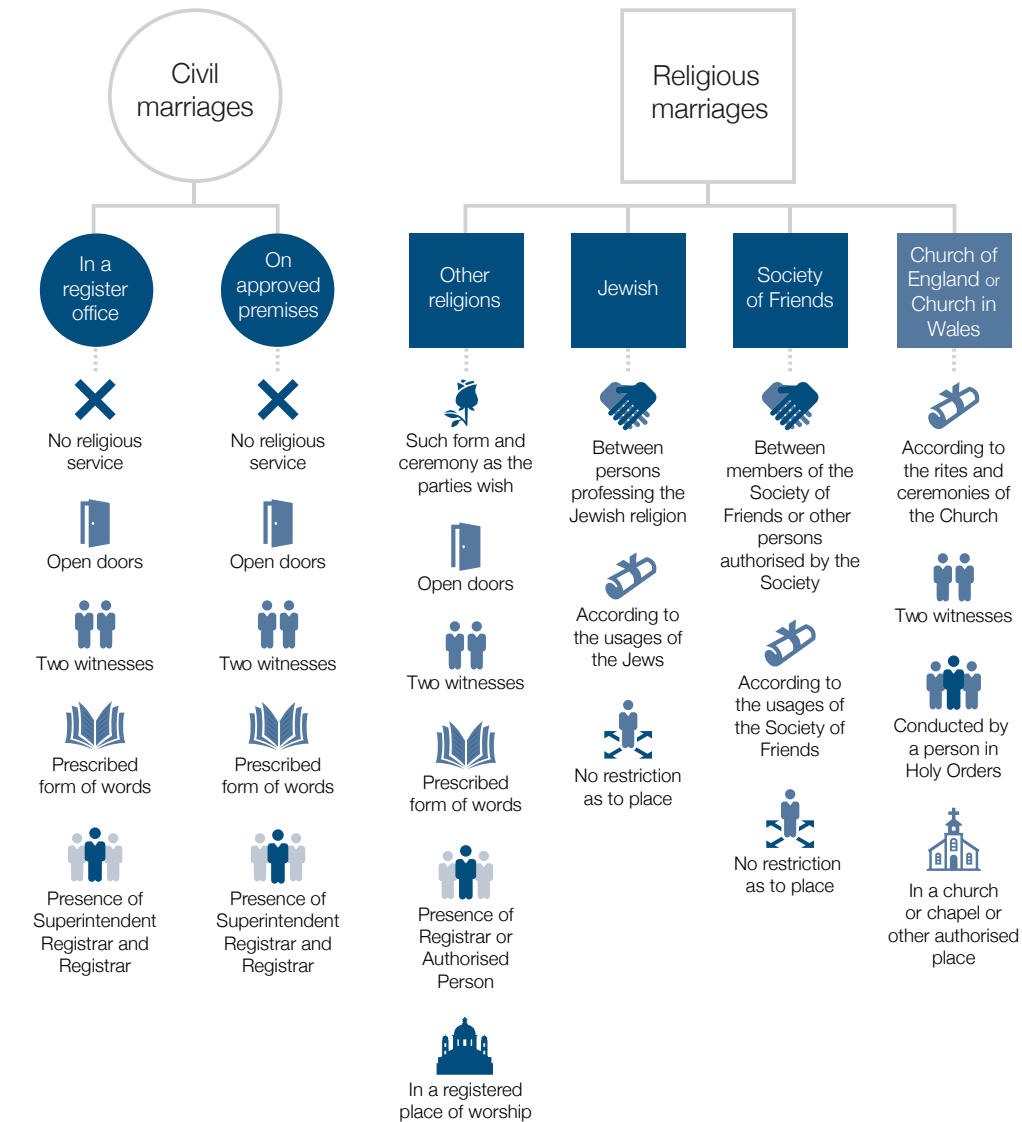 Civil
marriages
Religious
marriages
In a
register
office
On
approved
premises
Other
religions
Jewish
Society
of Friends
Church of
England or
Church in
Wales
No religious
service
Open doors
Two witnesses
Prescribed
form of words
Presence of
Superintendent
Registrar and
Registrar
No religious
service
Open doors
Two witnesses
Prescribed
form of words
Presence of
Superintendent
Registrar and
Registrar
Such form and
ceremony as the
parties wish
Open doors
Two witnesses
Prescribed
form of words
Presence of
Registrar or
Authorised
Person
In a registered
place of worship
Between
persons
professing the
Jewish religion
According to
the usages of
the Jews
No restriction
as to place
Between
members of the
Society of
Friends or other
persons
authorised by the
Society
According to
the usages of
the Society of
Friends
No restriction
as to place
According to
the rites and
ceremonies of
the Church
Two witnesses
Conducted by
a person in
Holy Orders
In a church
or chapel or
other authorised
place